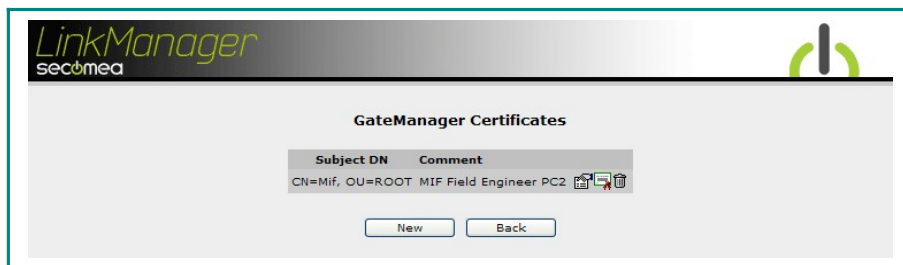 LinkManager
secomea
GateManager Certificates
Subject DN Comment
CN=Mif, OU=ROOT MIF Field Engineer PC2
New Back